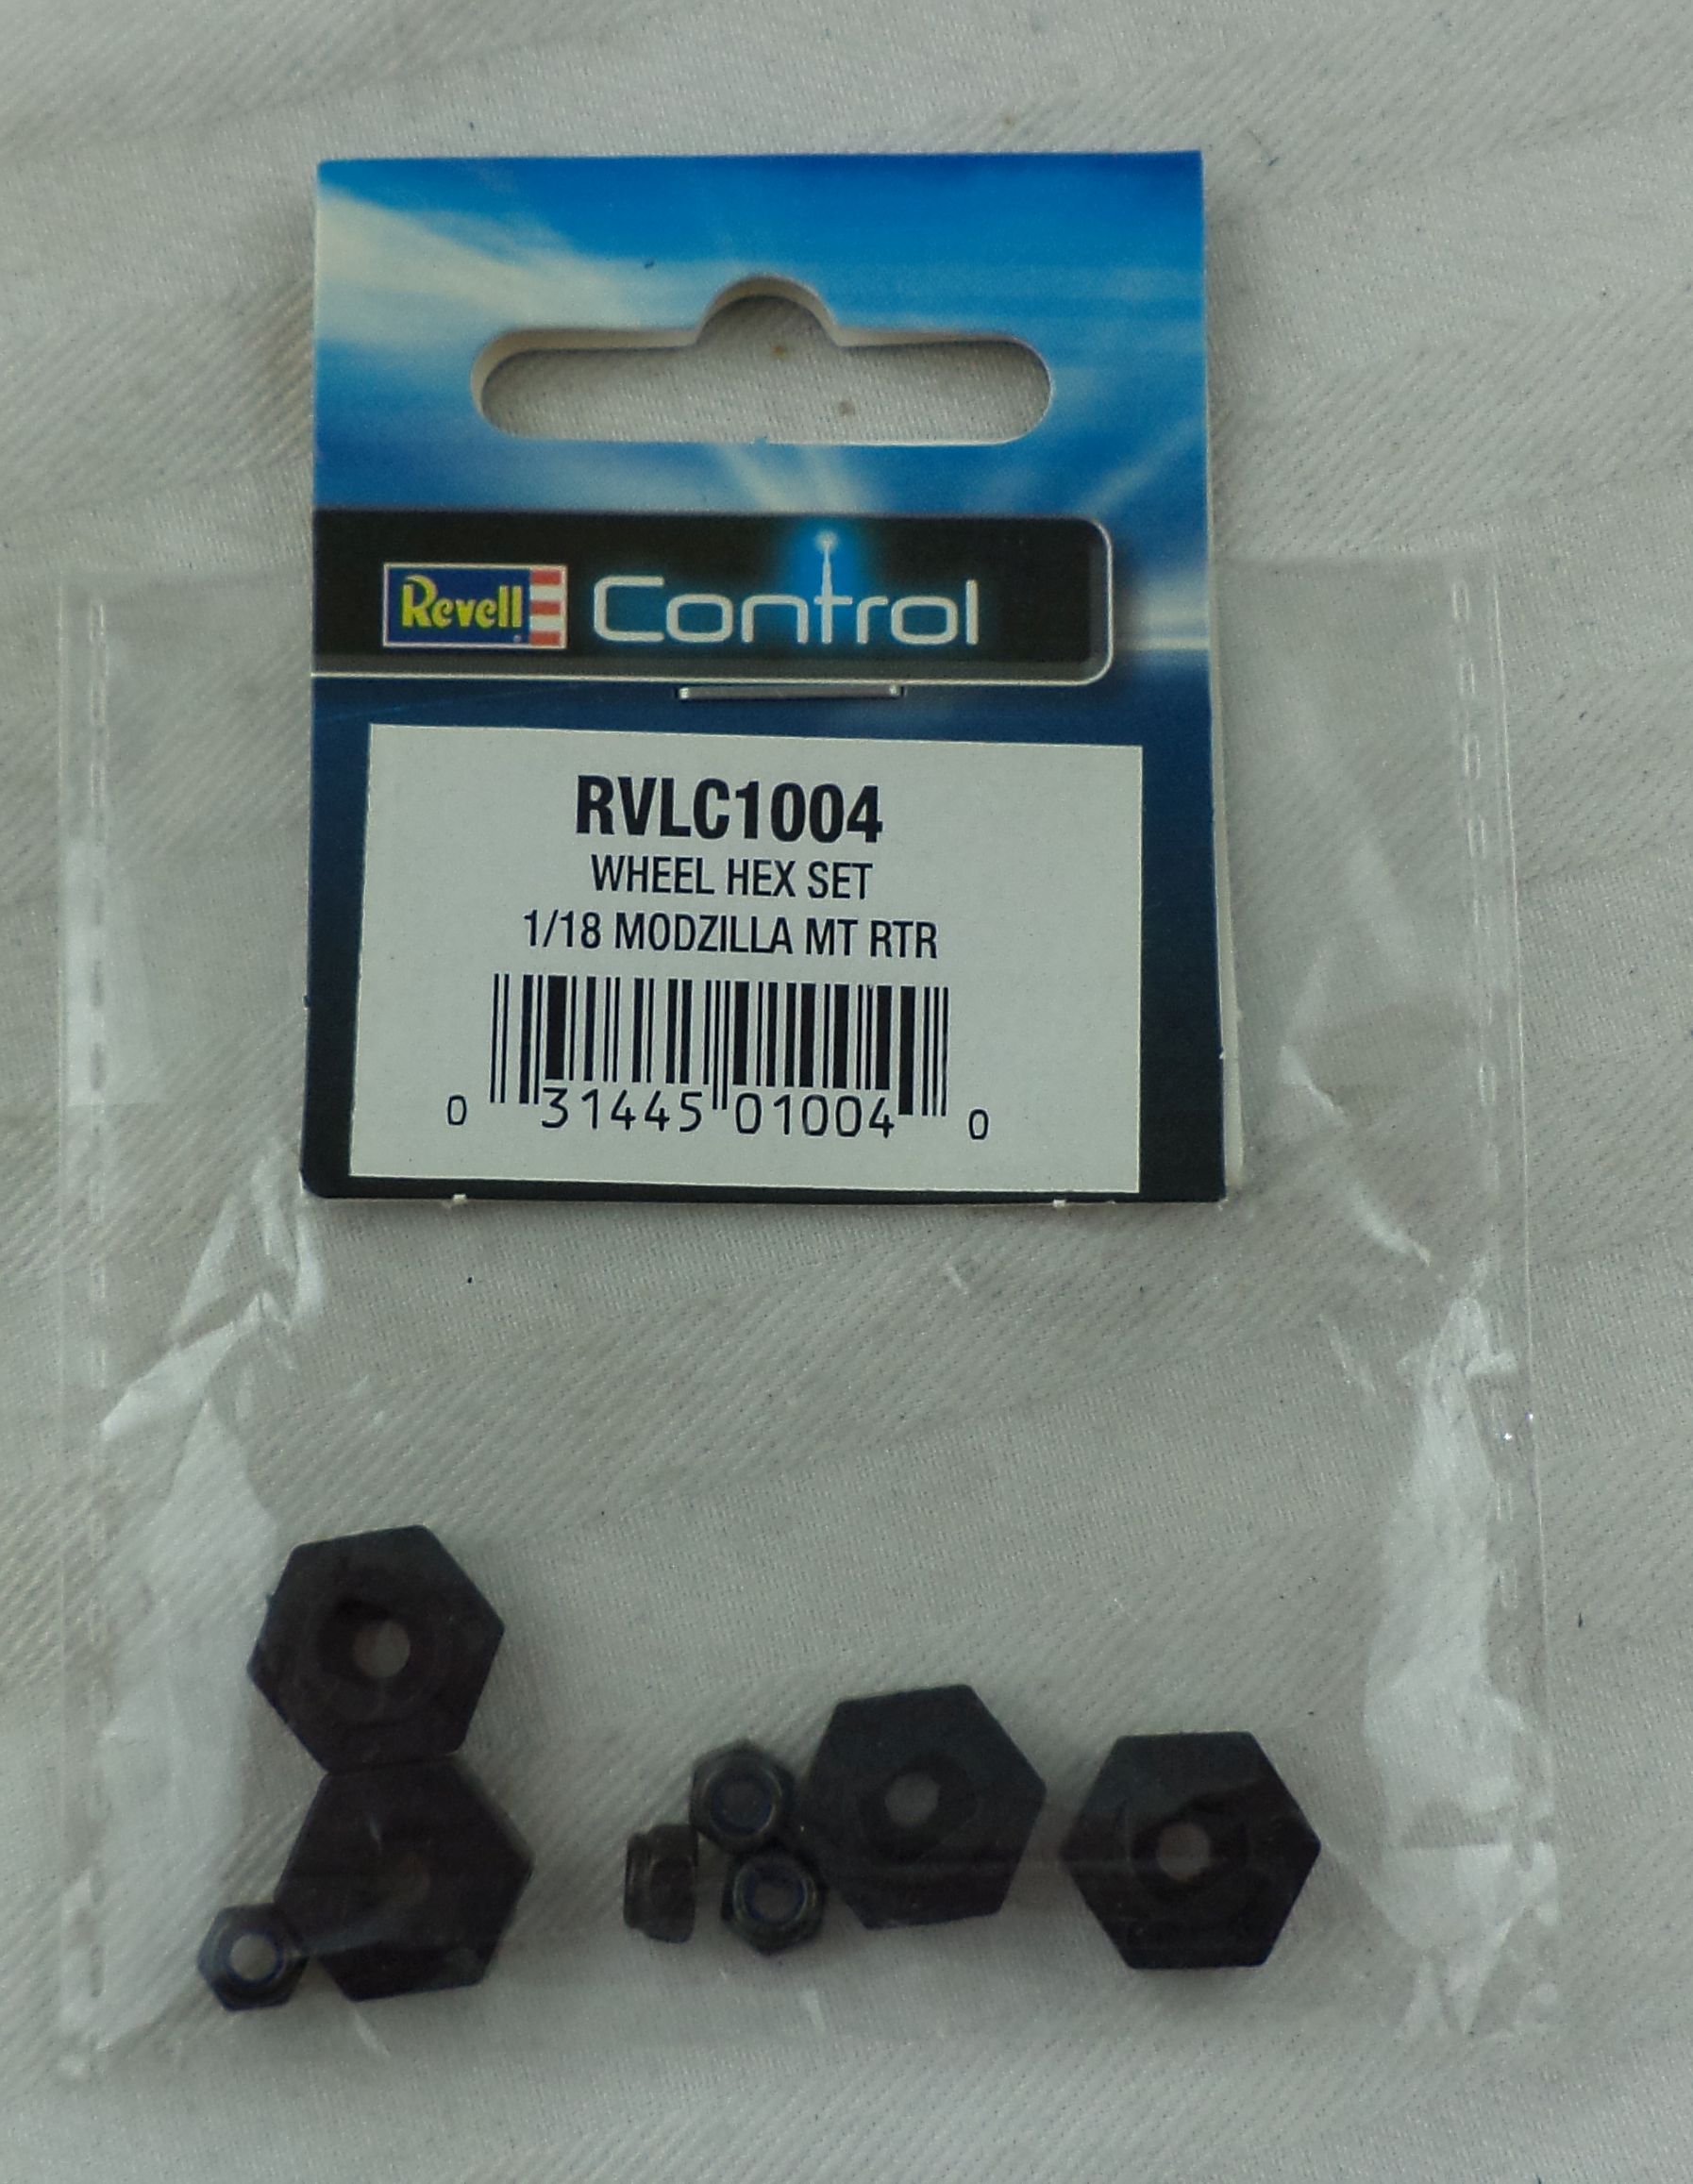 Revell Control
RVLC1004
WHEEL HEX SET
1/18 MODZILLA MT RTR
0 31445 01004 0